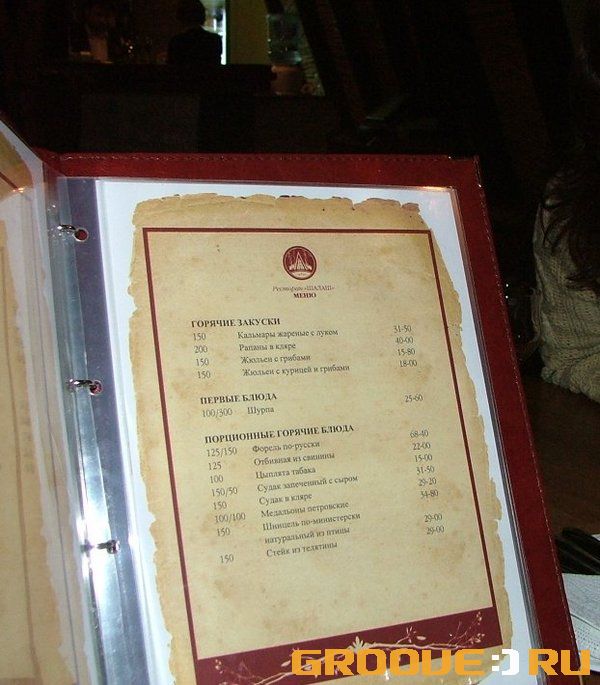 Ресторан «ШАЛАШ»
МЕНЮ
ГОРЯЧИЕ ЗАКУСКИ
150 Кальмары жареные с луком 31-50
200 Рапаны в кляре 40-00
150 Жюльен с грибами 15-80
150 Жюльен с курицей и грибами 18-00
ПЕРВЫЕ БЛЮДА
100/300 Шурпа 25-60
ПОРЦИОННЫЕ ГОРЯЧИЕ БЛЮДА
125/150 Форель по-русски 68-40
125 Отбивная из свинины 22-00
100 Цыплята табака 15-00
150/50 Судак запеченный с сыром 31-50
150 Судак в кляре 29-20
100/100 Медальоны петровские 34-80
150 Шницель по-министерски
натуральный из птицы 29-00
150 Стейк из телятины 29-00
GROOVE:) RU